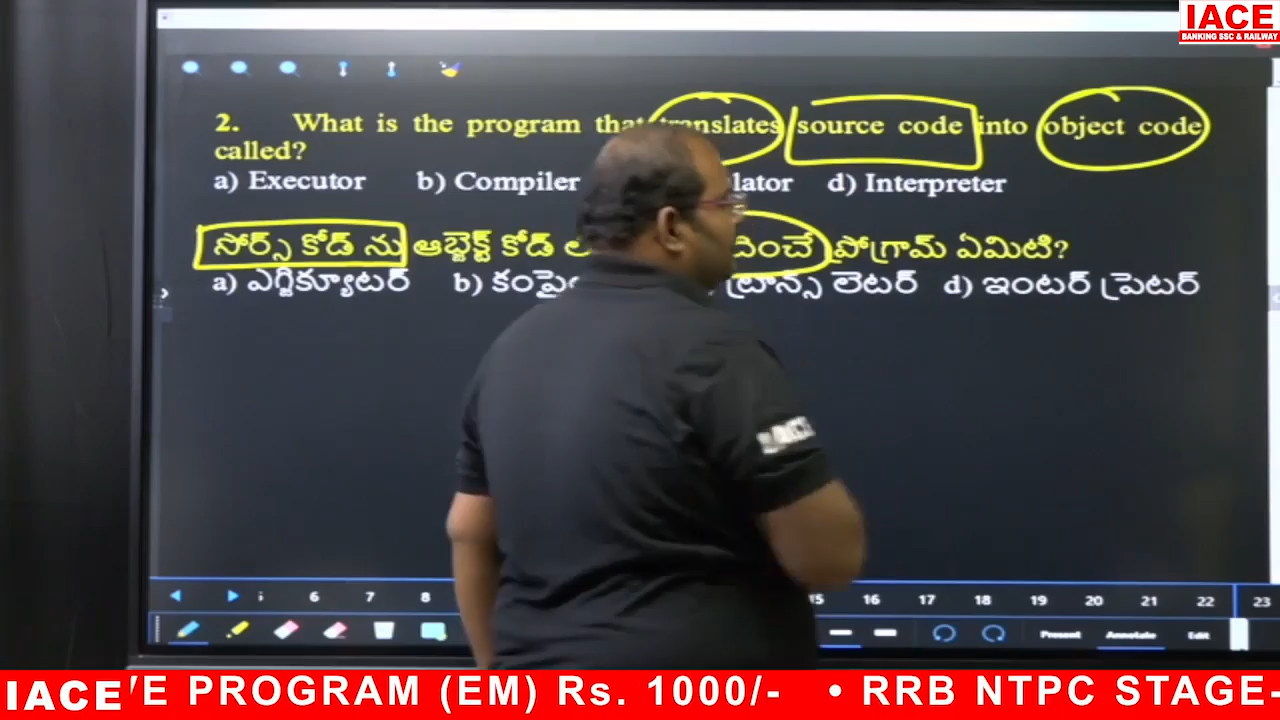 IACE
BANKING SSC & RAILWAY
2. What is the program that translates source code into object code
called?
a) Executor b) Compiler lator d) Interpreter
సోర్స్ కోడ్ ను ఆబ్జెక్ట్ కోడ్ దించే ప్రోగ్రామ్ ఏమిటి?
a) ఎగ్జిక్యూటర్ b) కంపై ట్రాన్స్ లెటర్ d) ఇంటర్ ప్రెటర్
6 7 8 15 16 17 18 19 20 21 22 23
Present Annotate Edit
IACE 'E PROGRAM (EM) Rs. 1000/- • RRB NTPC STAGE-